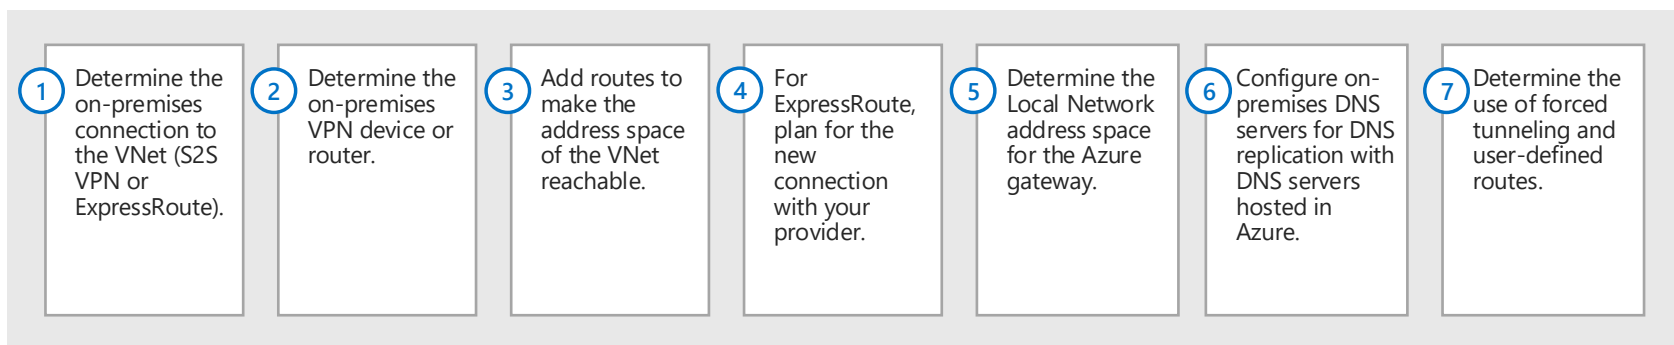 1
Determine the
on-premises
connection to
the VNet (S2S
VPN or
ExpressRoute).
2
Determine the
on-premises
VPN device or
router.
3
Add routes to
make the
address space
of the VNet
reachable.
4
For
ExpressRoute,
plan for the
new
connection
with your
provider.
5
Determine the
Local Network
address space
for the Azure
gateway.
6
Configure on-
premises DNS
servers for DNS
replication with
DNS servers
hosted in
Azure.
7
Determine the
use of forced
tunneling and
user-defined
routes.